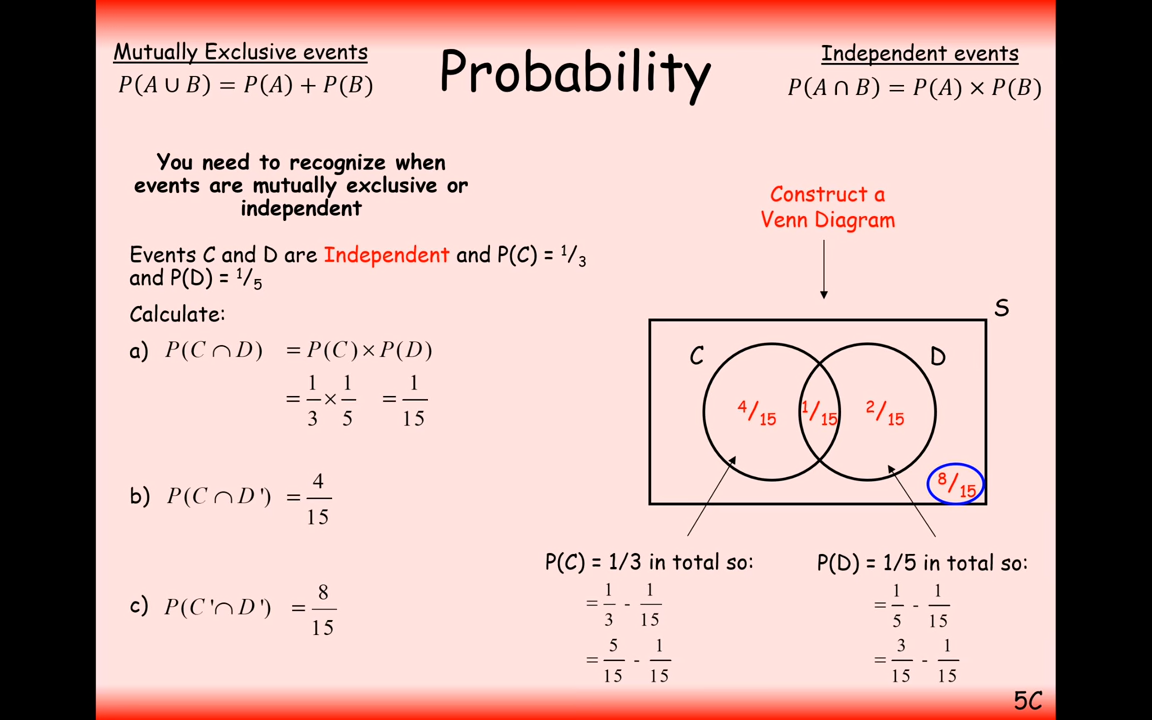 Mutually Exclusive events
P(A ∪ B) = P(A) + P(B)
Probability
Independent events
P(A ∩ B) = P(A) × P(B)
You need to recognize when
events are mutually exclusive or
independent
Events C and D are Independent and P(C) = 1/3
and P(D) = 1/5
Calculate:
a) P(C ∩ D) = P(C) × P(D)
= 1/3 × 1/5 = 1/15
b) P(C ∩ D') = 4/15
c) P(C' ∩ D') = 8/15
Construct a
Venn Diagram
S
C
D
4/15
1/15
2/15
8/15
P(C) = 1/3 in total so:
= 1/3 - 1/15
= 5/15 - 1/15
P(D) = 1/5 in total so:
= 1/5 - 1/15
= 3/15 - 1/15
5C